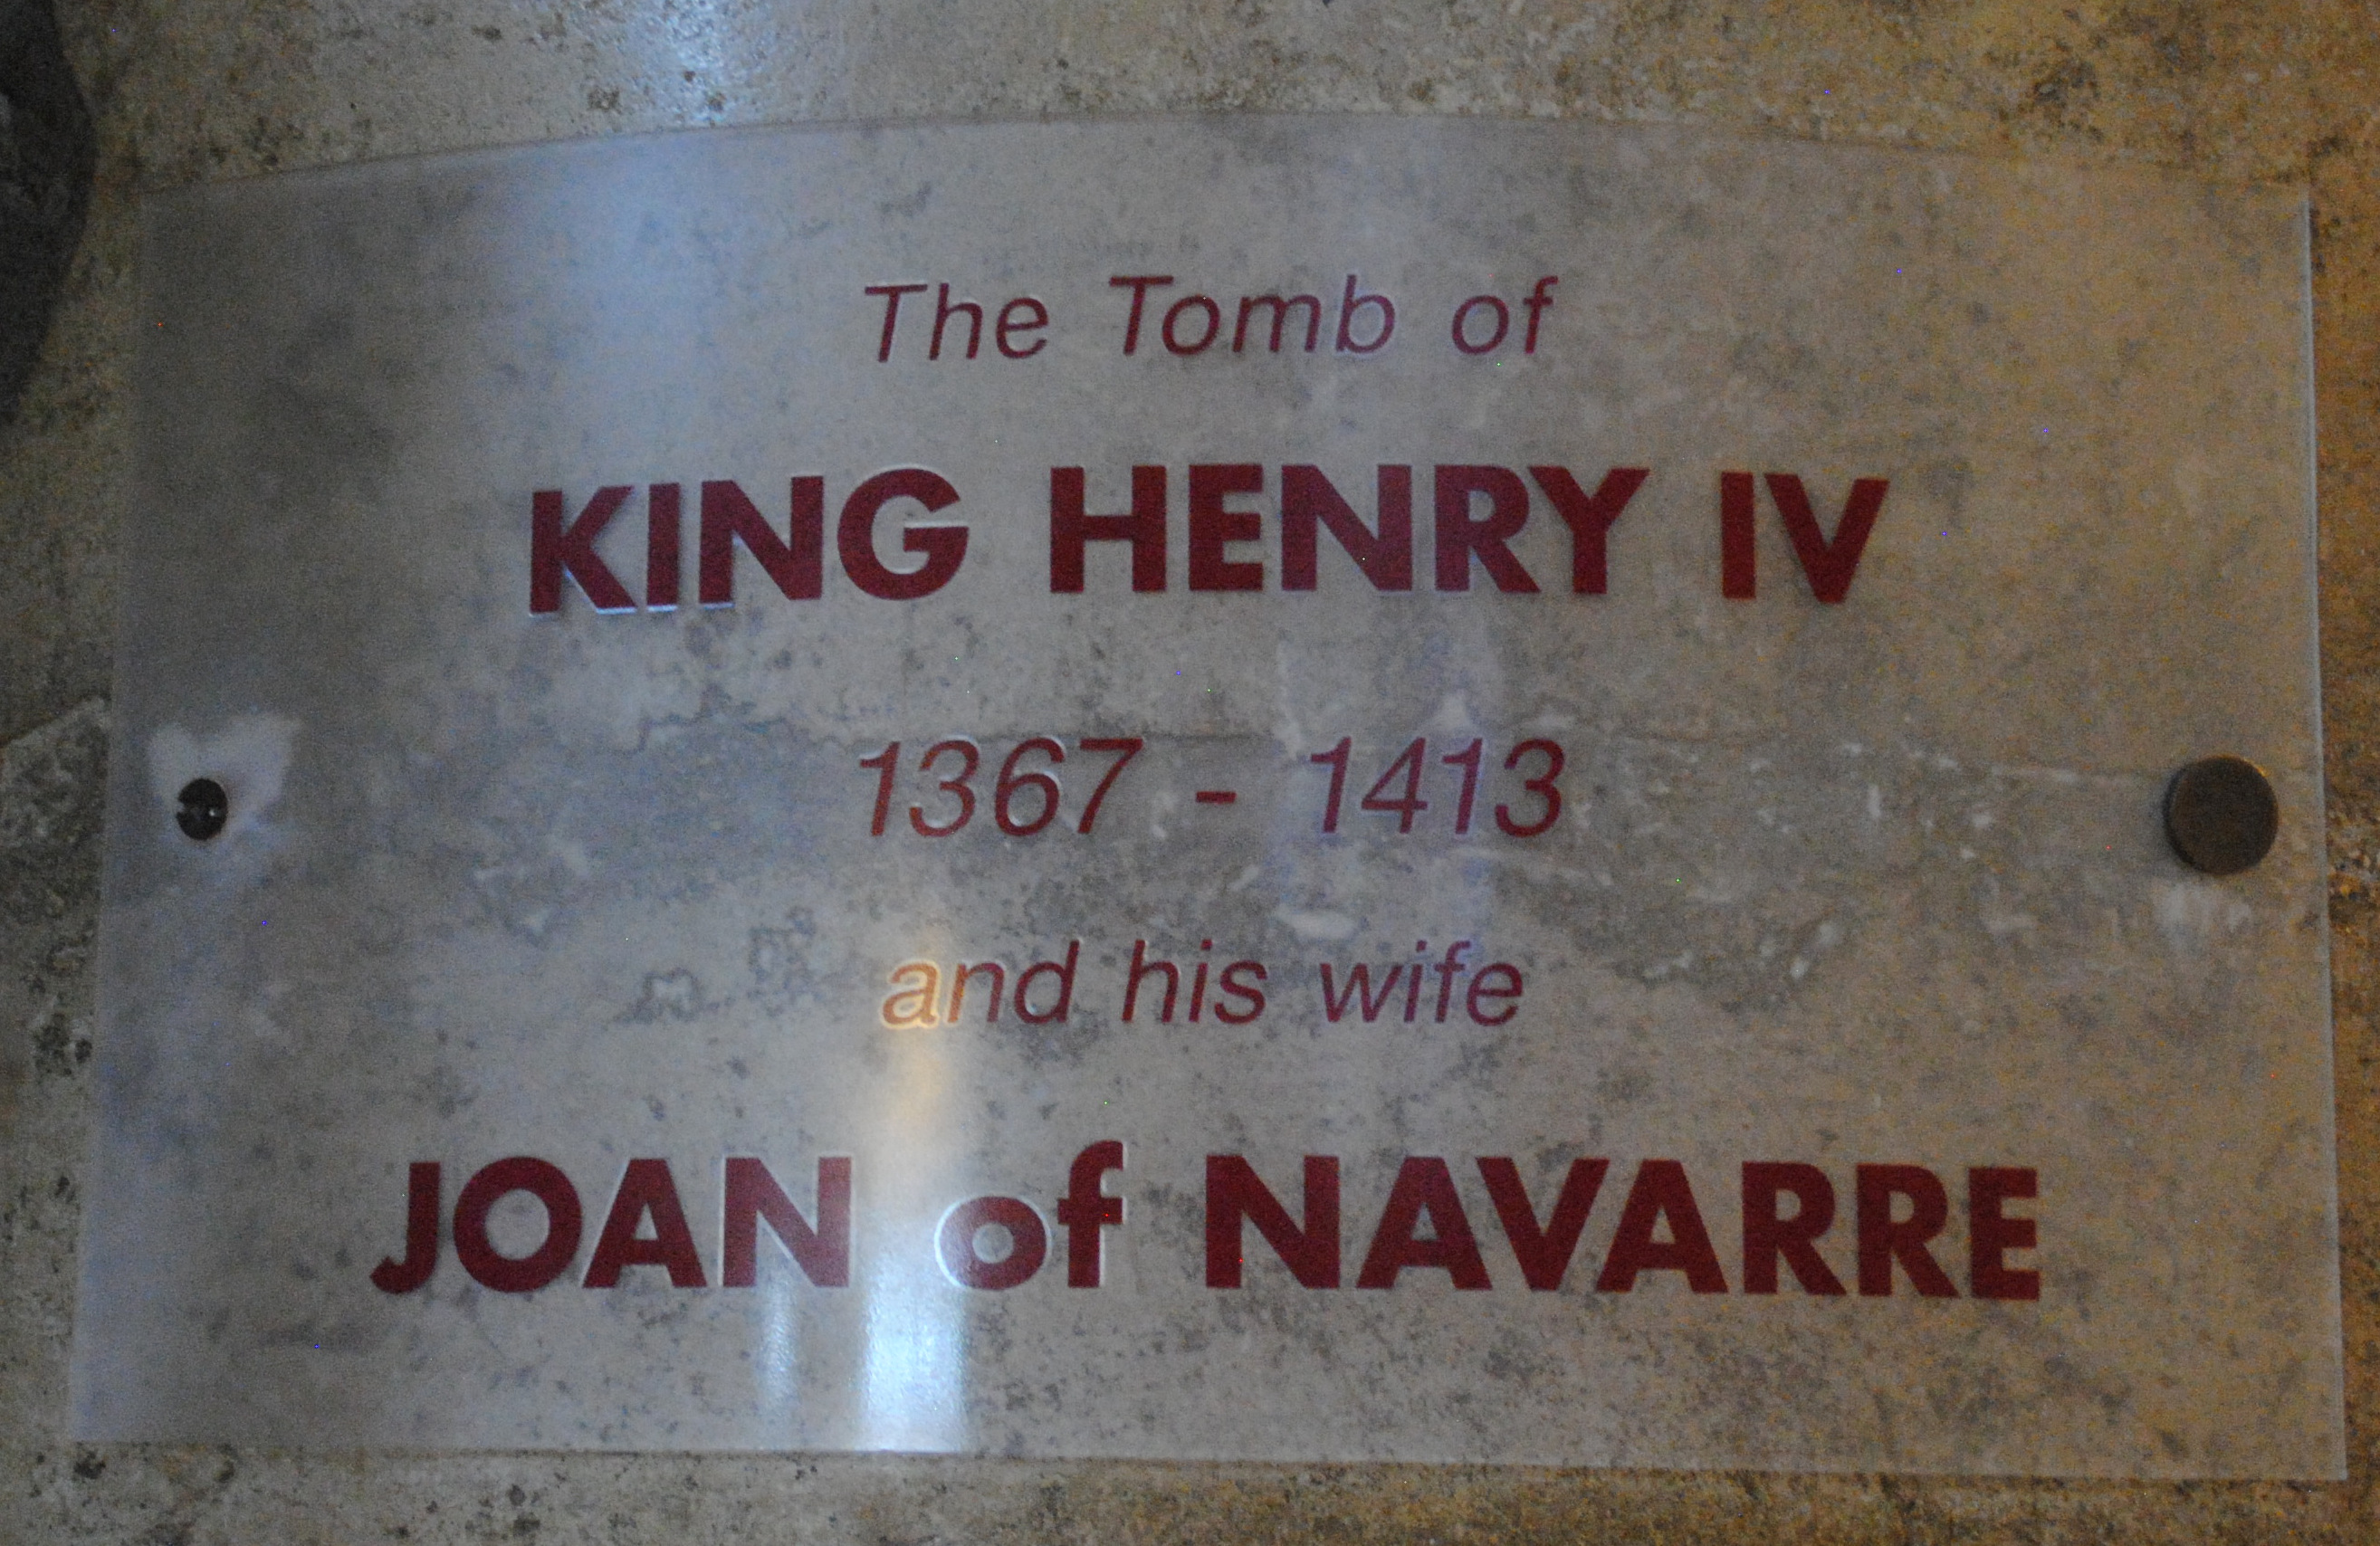 The Tomb of
KING HENRY IV
1367 - 1413
and his wife
JOAN of NAVARRE